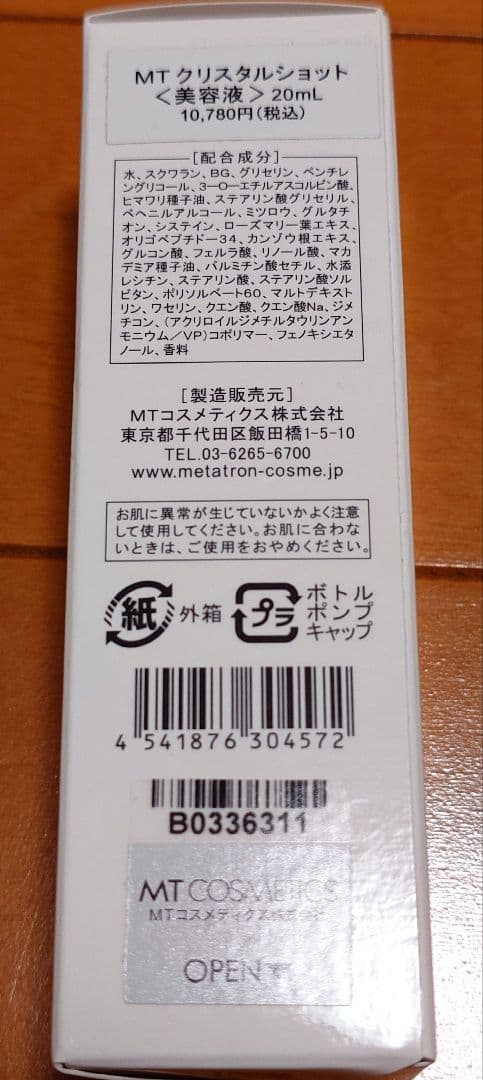 MT クリスタルショット
＜美容液＞20mL
10,780円(税込)
[配合成分]
水、スクワラン、BG、グリセリン、ペンチレ
ングリコール、3-O-エチルアスコルビン酸、
ヒマワリ種子油、ステアリン酸グリセリル、
ベヘニルアルコール、ミツロウ、グルタチ
オン、システイン、ローズマリー葉エキス、
オリゴペプチド-34、カンゾウ根エキス、
グルコン酸、フェルラ酸、リノール酸、マカ
デミア種子油、パルミチン酸セチル、水添
レシチン、ステアリン酸、ステアリン酸ソル
ビタン、ポリソルベート60、マルトデキスト
リン、ワセリン、クエン酸、クエン酸Na、ジメ
チコン、(アクリロイルジメチルタウリンアン
モニウム／VP)コポリマー、フェノキシエタ
ノール、香料
[製造販売元]
MTコスメティクス株式会社
東京都千代田区飯田橋1-5-10
TEL.03-6265-6700
www.metatron-cosme.jp
お肌に異常が生じていないかよく注意
して使用してください。お肌に合わな
いときは、ご使用をおやめください。
紙 外箱 プラ ボトル
ポンプ
キャップ
4 541876 304572
B0336311
MT COSMETICS
MTコスメティクス株式会社
OPEN